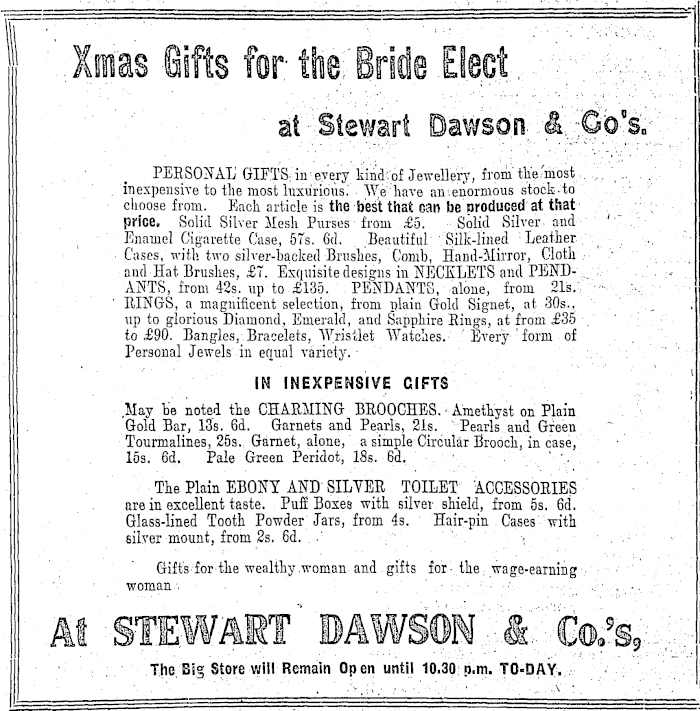 Xmas Gifts for the Bride Elect
at Stewart Dawson & Co's.
PERSONAL GIFTS in every kind of Jewellery, from the most
inexpensive to the most luxurious. We have an enormous stock to
choose from. Each article is the best that can be produced at that
price. Solid Silver Mesh Purses from £5. Solid Silver and
Enamel Cigarette Case, 57s. 6d. Beautiful Silk-lined Leather
Cases, with two silver-backed Brushes, Comb, Hand-Mirror, Cloth
and Hat Brushes, £7. Exquisite designs in NECKLETS and PEND-
ANTS, from 42s. up to £135. PENDANTS, alone, from 21s.
RINGS, a magnificent selection, from plain Gold Signet, at 30s.,
up to glorious Diamond, Emerald, and Sapphire Rings, at from £35
to £90. Bangles, Bracelets, Wristlet Watches. Every form of
Personal Jewels in equal variety.
IN INEXPENSIVE GIFTS
May be noted the CHARMING BROOCHES. Amethyst on Plain
Gold Bar, 13s. 6d. Garnets and Pearls, 21s. Pearls and Green
Tourmalines, 25s. Garnet, alone, a simple Circular Brooch, in case,
15s. 6d. Pale Green Peridot, 18s. 6d.
The Plain EBONY AND SILVER TOILET ACCESSORIES
are in excellent taste. Puff Boxes with silver shield, from 5s. 6d.
Glass-lined Tooth Powder Jars, from 4s. Hair-pin Cases with
silver mount, from 2s. 6d.
Gifts for the wealthy woman and gifts for the wage-earning
woman
At STEWART DAWSON & Co.'s,
The Big Store will Remain Open until 10.30 p.m. TO-DAY.